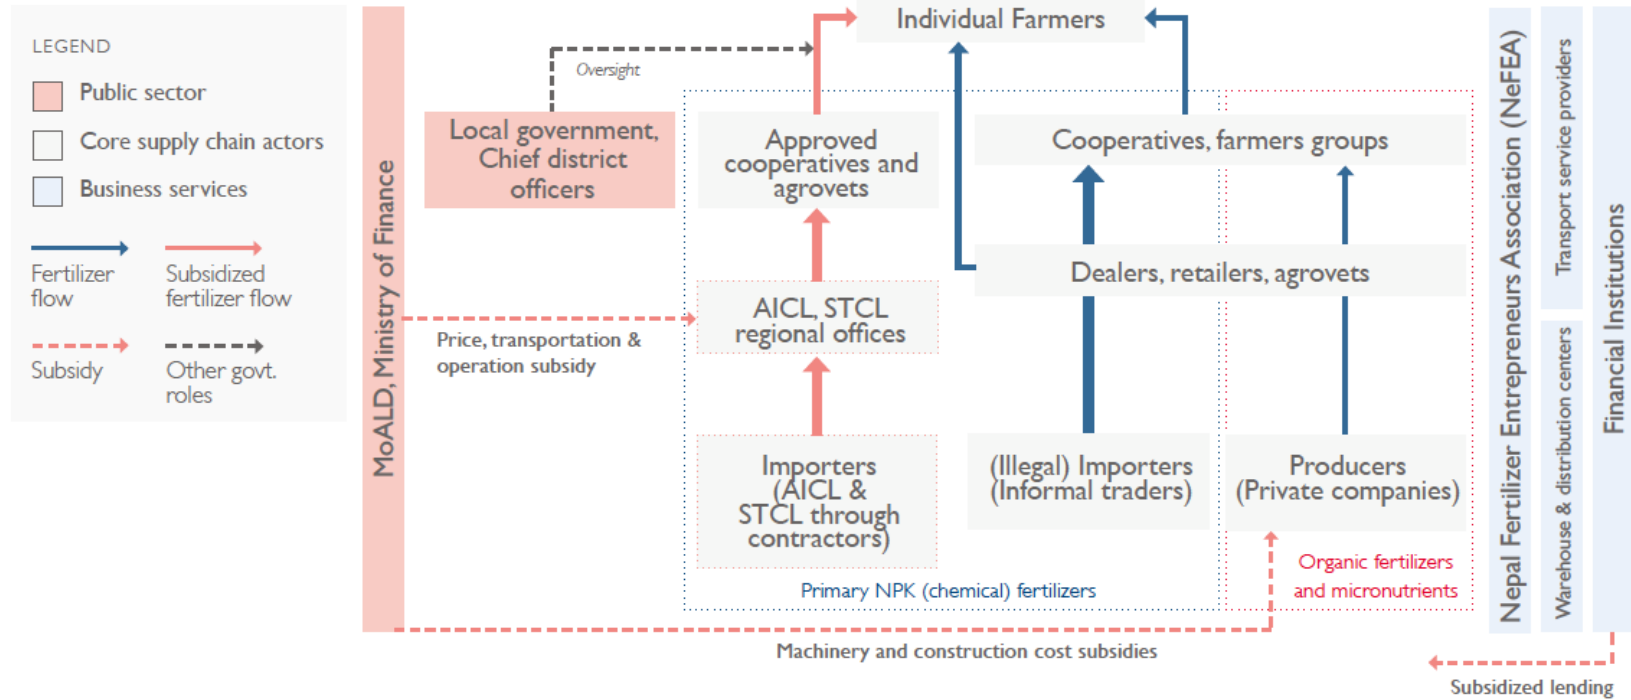 LEGEND
Public sector
Core supply chain actors
Business services
Fertilizer
flow
Subsidized
fertilizer flow
Subsidy
Other govt.
roles
MoALD, Ministry of Finance
Individual Farmers
Oversight
Local government,
Chief district
officers
Approved
cooperatives and
agrovets
Cooperatives, farmers groups
Dealers, retailers, agrovets
AICL, STCL
regional offices
Price, transportation &
operation subsidy
Importers
(AICL &
STCL through
contractors)
(Illegal) Importers
(Informal traders)
Producers
(Private companies)
Primary NPK (chemical) fertilizers
Organic fertilizers
and micronutrients
Machinery and construction cost subsidies
Nepal Fertilizer Entrepreneurs Association (NeFEA)
Transport service providers
Warehouse & distribution centers
Financial Institutions
Subsidized lending